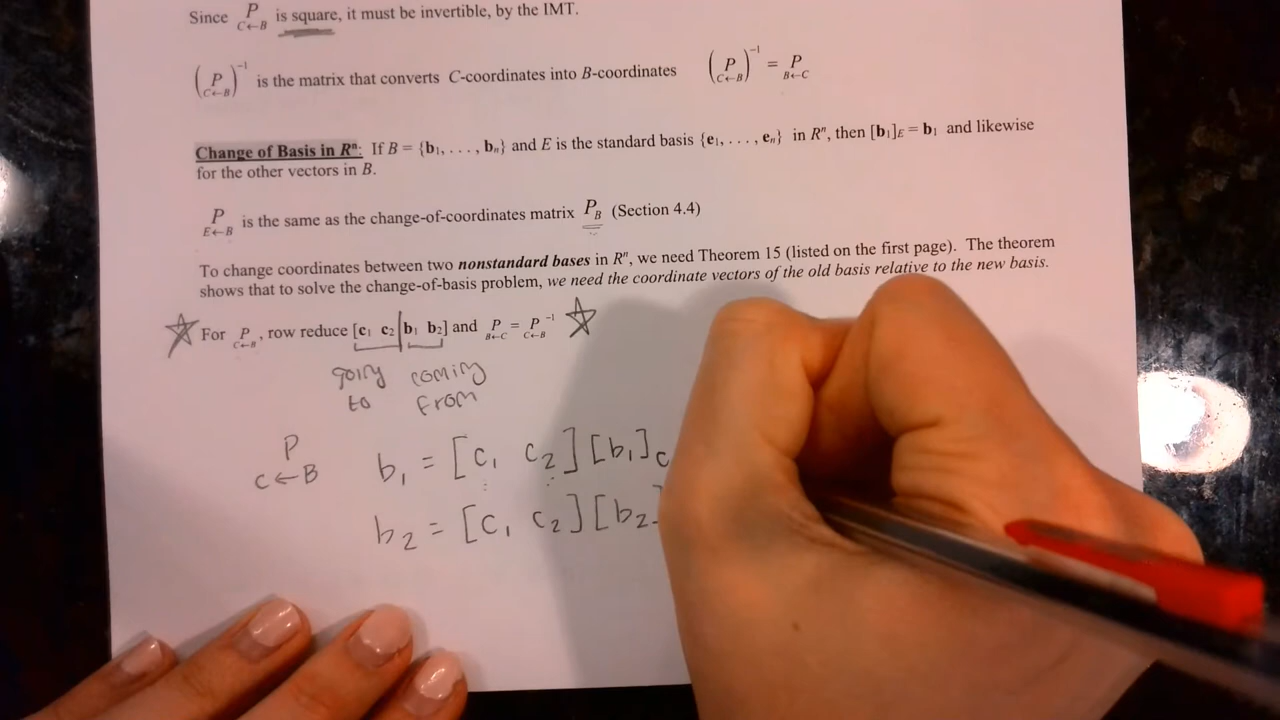 Since P C←B is square, it must be invertible, by the IMT.
(P C←B)⁻¹ is the matrix that converts C-coordinates into B-coordinates (P C←B)⁻¹ = P B←C
Change of Basis in Rⁿ: If B = {b₁, . . . , bₙ} and E is the standard basis {e₁, . . . , eₙ} in Rⁿ, then [b₁]_E = b₁ and likewise
for the other vectors in B.
P E←B is the same as the change-of-coordinates matrix P_B (Section 4.4)
To change coordinates between two nonstandard bases in Rⁿ, we need Theorem 15 (listed on the first page). The theorem
shows that to solve the change-of-basis problem, we need the coordinate vectors of the old basis relative to the new basis.
For P C←B, row reduce [c₁ c₂ | b₁ b₂] and P B←C = P C←B ⁻¹
going coming
to from
P C←B b₁ = [c₁ c₂][b₁]_C
b₂ = [c₁ c₂][b₂]